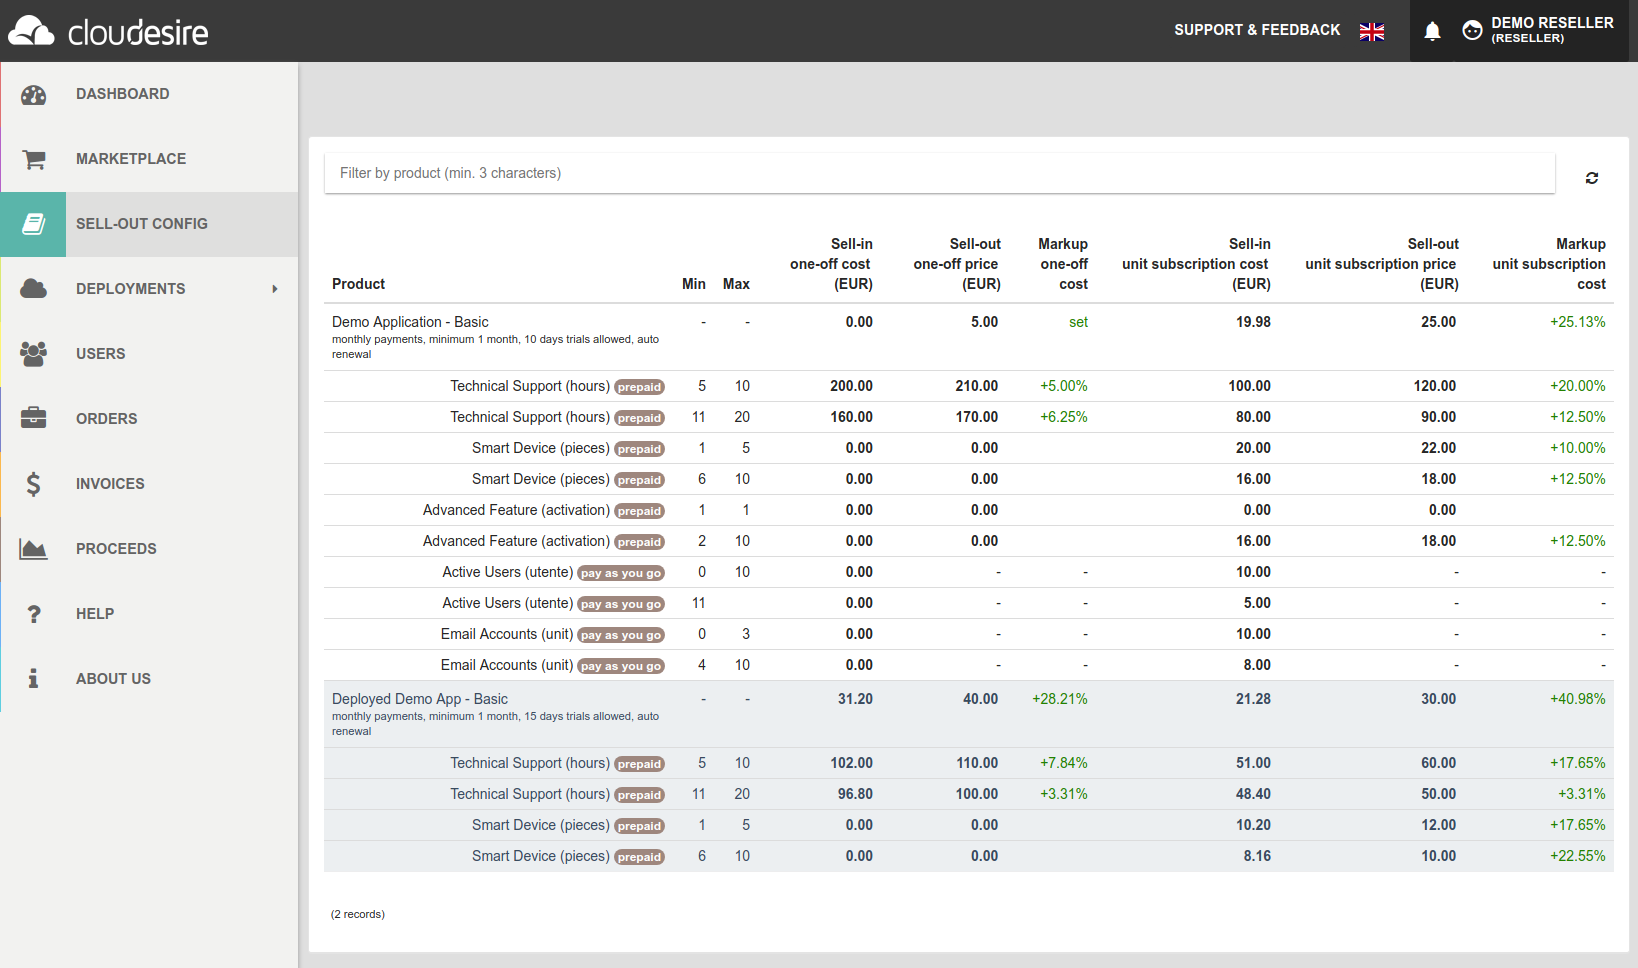 cloudesire
SUPPORT & FEEDBACK
DEMO RESELLER
(RESELLER)
DASHBOARD
MARKETPLACE
SELL-OUT CONFIG
DEPLOYMENTS
USERS
ORDERS
INVOICES
PROCEEDS
HELP
ABOUT US
Filter by product (min. 3 characters)
Product Min Max Sell-in one-off cost (EUR) Sell-out one-off price (EUR) Markup one-off cost Sell-in unit subscription cost (EUR) Sell-out unit subscription price (EUR) Markup unit subscription cost
Demo Application - Basic - - 0.00 5.00 set 19.98 25.00 +25.13%
monthly payments, minimum 1 month, 10 days trials allowed, auto
renewal
Technical Support (hours) prepaid 5 10 200.00 210.00 +5.00% 100.00 120.00 +20.00%
Technical Support (hours) prepaid 11 20 160.00 170.00 +6.25% 80.00 90.00 +12.50%
Smart Device (pieces) prepaid 1 5 0.00 0.00 20.00 22.00 +10.00%
Smart Device (pieces) prepaid 6 10 0.00 0.00 16.00 18.00 +12.50%
Advanced Feature (activation) prepaid 1 1 0.00 0.00 0.00 0.00
Advanced Feature (activation) prepaid 2 10 0.00 0.00 16.00 18.00 +12.50%
Active Users (utente) pay as you go 0 10 0.00 - - 10.00 - -
Active Users (utente) pay as you go 11 0.00 - - 5.00 - -
Email Accounts (unit) pay as you go 0 3 0.00 - - 10.00 - -
Email Accounts (unit) pay as you go 4 10 0.00 - - 8.00 - -
Deployed Demo App - Basic - - 31.20 40.00 +28.21% 21.28 30.00 +40.98%
monthly payments, minimum 1 month, 15 days trials allowed, auto
renewal
Technical Support (hours) prepaid 5 10 102.00 110.00 +7.84% 51.00 60.00 +17.65%
Technical Support (hours) prepaid 11 20 96.80 100.00 +3.31% 48.40 50.00 +3.31%
Smart Device (pieces) prepaid 1 5 0.00 0.00 10.20 12.00 +17.65%
Smart Device (pieces) prepaid 6 10 0.00 0.00 8.16 10.00 +22.55%
(2 records)